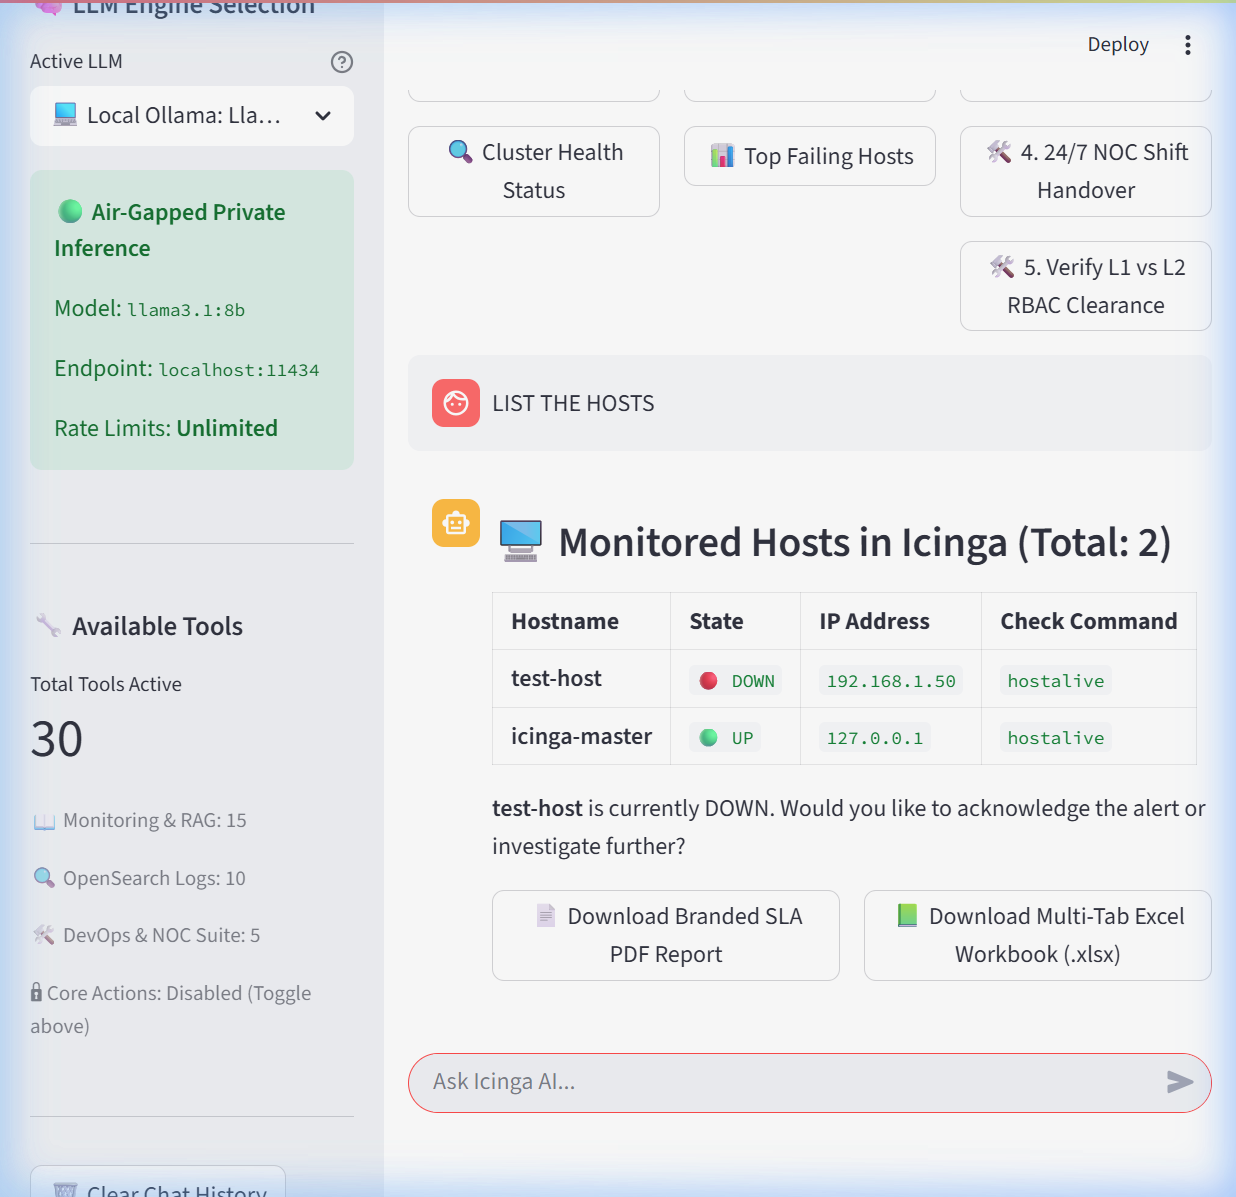 LLM Engine Selection
Active LLM
Local Ollama: Lla...
Air-Gapped Private
Inference
Model: llama3.1:8b
Endpoint: localhost:11434
Rate Limits: Unlimited
Available Tools
Total Tools Active
30
Monitoring & RAG: 15
OpenSearch Logs: 10
DevOps & NOC Suite: 5
Core Actions: Disabled (Toggle
above)
Clear Chat History
Deploy
Cluster Health
Status
Top Failing Hosts
4. 24/7 NOC Shift
Handover
5. Verify L1 vs L2
RBAC Clearance
LIST THE HOSTS
Monitored Hosts in Icinga (Total: 2)
Hostname State IP Address Check Command
test-host DOWN 192.168.1.50 hostalive
icinga-master UP 127.0.0.1 hostalive
test-host is currently DOWN. Would you like to acknowledge the alert or
investigate further?
Download Branded SLA
PDF Report
Download Multi-Tab Excel
Workbook (.xlsx)
Ask Icinga AI...